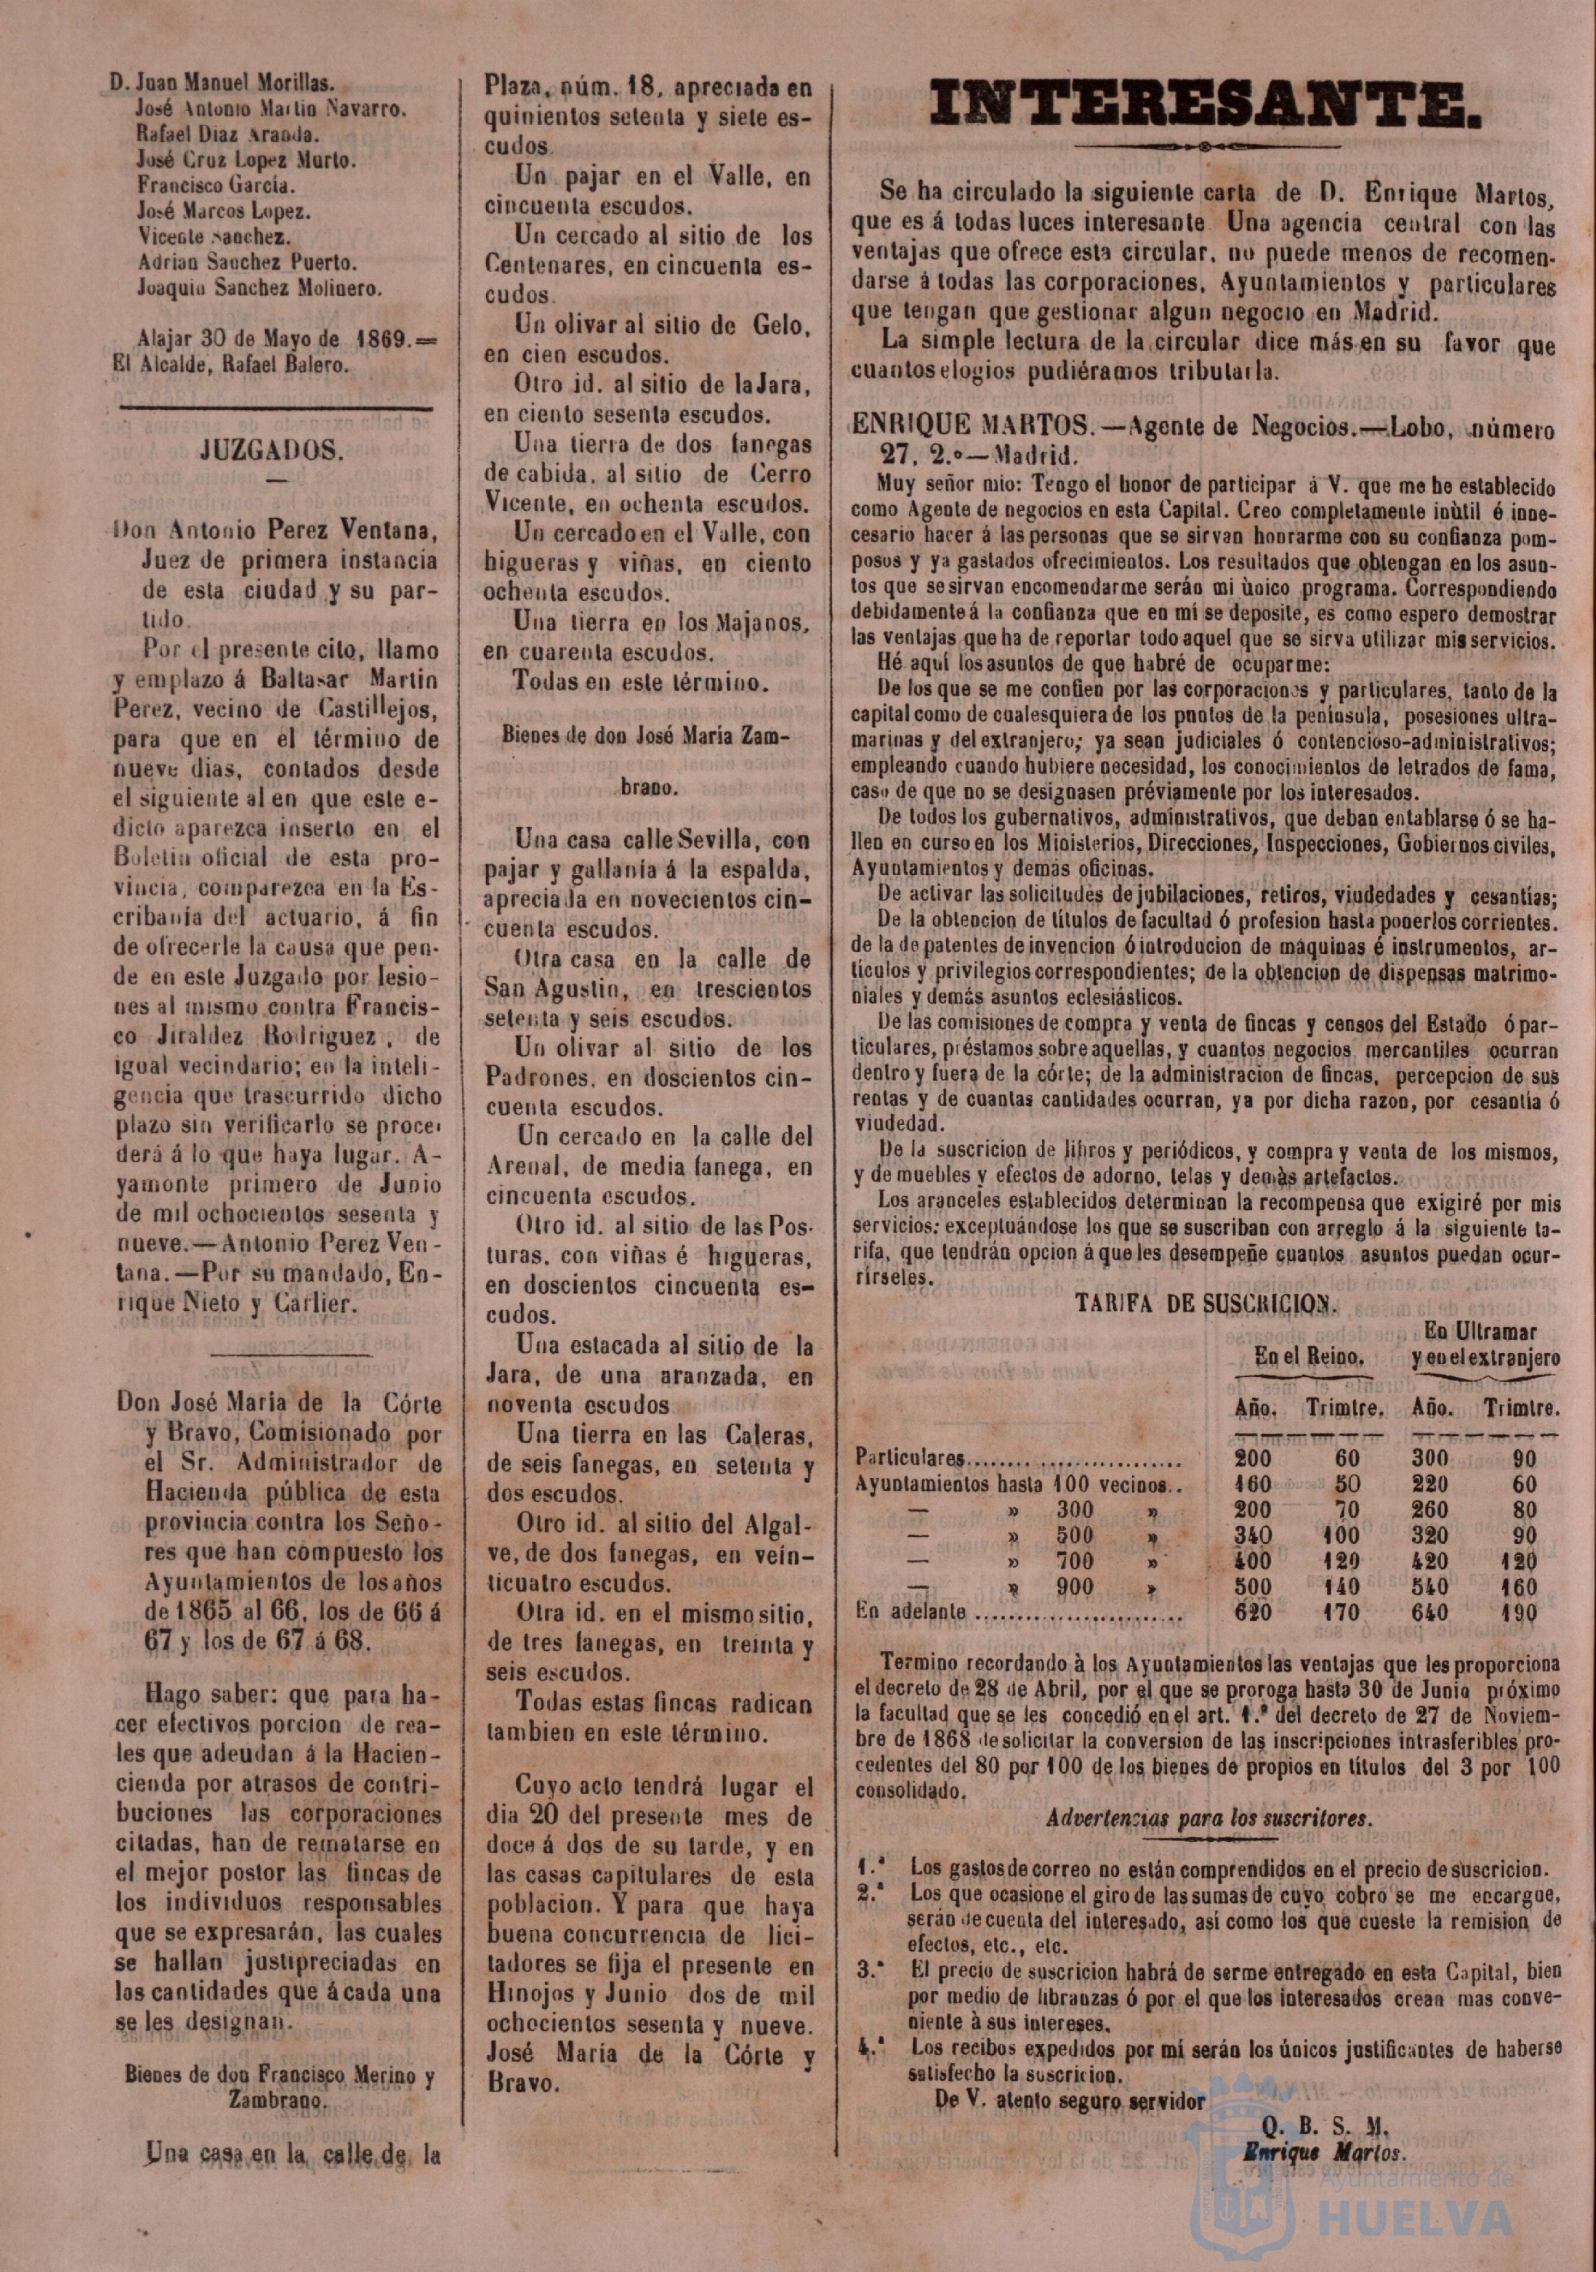 D. Juan Manuel Morillas.
José Antonio Martin Navarro.
Rafael Diaz Aranda.
José Cruz Lopez Murto.
Francisco García.
José Marcos Lopez.
Vicente Sanchez.
Adrian Sanchez Puerto.
Joaquin Sanchez Molinero.
Alajar 30 de Mayo de 1869.=
El Alcalde, Rafael Balero.
JUZGADOS.
Don Antonio Perez Ventana,
Juez de primera instancia
de esta ciudad y su par-
tido.
Por el presente cito, llamo
y emplazo á Baltasar Martin
Perez, vecino de Castillejos,
para que en el término de
nueve dias, contados desde
el siguiente al en que este e-
dicto aparezca inserto en el
Boletin oficial de esta pro-
vincia, comparezca en la Es-
cribanía del actuario, á fin
de ofrecerle la causa que pen-
de en este Juzgado por lesio-
nes al mismo contra Francis-
co Jiraldez Rodriguez, de
igual vecindario; en la inteli-
gencia que trascurrido dicho
plazo sin verificarlo se proce-
derá á lo que haya lugar. A-
yamonte primero de Junio
de mil ochocientos sesenta y
nueve.—Antonio Perez Ven-
tana.—Por su mandado, En-
rique Nieto y Carlier.
Don José Maria de la Córte
y Bravo, Comisionado por
el Sr. Administrador de
Hacienda pública de esta
provincia contra los Seño-
res que han compuesto los
Ayuntamientos de los años
de 1865 al 66, los de 66 á
67 y los de 67 á 68.
Hago saber: que para ha-
cer efectivos porcion de rea-
les que adeudan á la Hacien-
cienda por atrasos de contri-
buciones las corporaciones
citadas, han de rematarse en
el mejor postor las fincas de
los individuos responsables
que se expresarán, las cuales
se hallan justipreciadas en
las cantidades que á cada una
se les designan.
Bienes de don Francisco Merino y
Zambrano.
Una casa en la calle de la
Plaza, núm. 18, apreciada en
quinientos setenta y siete es-
cudos.
Un pajar en el Valle, en
cincuenta escudos.
Un cercado al sitio de los
Centenares, en cincuenta es-
cudos.
Un olivar al sitio de Gelo,
en cien escudos.
Otro id. al sitio de la Jara,
en ciento sesenta escudos.
Una tierra de dos fanegas
de cabida, al sitio de Cerro
Vicente, en ochenta escudos.
Un cercado en el Valle, con
higueras y viñas, en ciento
ochenta escudos.
Una tierra en los Majanos,
en cuarenta escudos.
Todas en este término.
Bienes de don José María Zam-
brano.
Una casa calle Sevilla, con
pajar y gallanía á la espalda,
apreciada en novecientos cin-
cuenta escudos.
Otra casa en la calle de
San Agustin, en trescientos
setenta y seis escudos.
Un olivar al sitio de los
Padrones, en doscientos cin-
cuenta escudos.
Un cercado en la calle del
Arenal, de media fanega, en
cincuenta escudos.
Otro id. al sitio de las Pos-
turas, con viñas é higueras,
en doscientos cincuenta es-
cudos.
Una estacada al sitio de la
Jara, de una aranzada, en
noventa escudos
Una tierra en las Caleras,
de seis fanegas, en setenta y
dos escudos.
Otro id. al sitio del Algal-
ve, de dos fanegas, en vein-
ticuatro escudos.
Otra id. en el mismo sitio,
de tres fanegas, en treinta y
seis escudos.
Todas estas fincas radican
tambien en este término.
Cuyo acto tendrá lugar el
dia 20 del presente mes de
doce á dos de su tarde, y en
las casas capitulares de esta
poblacion. Y para que haya
buena concurrencia de lici-
tadores se fija el presente en
Hinojos y Junio dos de mil
ochocientos sesenta y nueve.
José Maria de la Córte y
Bravo.
INTERESANTE.
Se ha circulado la siguiente carta de D. Enrique Martos,
que es á todas luces interesante. Una agencia central con las
ventajas que ofrece esta circular, no puede menos de recomen-
darse á todas las corporaciones, Ayuntamientos y particulares
que tengan que gestionar algun negocio en Madrid.
La simple lectura de la circular dice más en su favor que
cuantos elogios pudiéramos tributarla.
ENRIQUE MARTOS.—Agente de Negocios.—Lobo, número
27, 2.º—Madrid.
Muy señor mio: Tengo el honor de participar á V. que me he establecido
como Agente de negocios en esta Capital. Creo completamente inùtil é inne-
cesario hacer á las personas que se sirvan honrarme con su confianza pom-
posos y ya gastados ofrecimientos. Los resultados que obtengan en los asun-
tos que se sirvan encomendarme serán mi ùnico programa. Correspondiendo
debidamente á la confianza que en mí se deposite, es como espero demostrar
las ventajas que ha de reportar todo aquel que se sirva utilizar mis servicios.
Hé aquí los asuntos de que habré de ocuparme:
De los que se me confien por las corporaciones y particulares, tanto de la
capital como de cualesquiera de los puntos de la península, posesiones ultra-
marinas y del extranjero; ya sean judiciales ó contencioso-administrativos;
empleando cuando hubiere necesidad, los conocimientos de letrados de fama,
caso de que no se designasen préviamente por los interesados.
De todos los gubernativos, administrativos, que deban entablarse ó se ha-
llen en curso en los Ministerios, Direcciones, Inspecciones, Gobiernos civiles,
Ayuntamientos y demás oficinas.
De activar las solicitudes de jubilaciones, retiros, viudedades y cesantías;
De la obtencion de títulos de facultad ó profesion hasta ponerlos corrientes.
de la de patentes de invencion ó introducion de máquinas é instrumentos, ar-
tículos y privilegios correspondientes; de la obtencion de dispensas matrimo-
niales y demás asuntos eclesiásticos.
De las comisiones de compra y venta de fincas y censos del Estado ó par-
ticulares, préstamos sobre aquellas, y cuantos negocios mercantiles ocurran
dentro y fuera de la córte; de la administracion de fincas, percepcion de sus
rentas y de cuantas cantidades ocurran, ya por dicha razon, por cesantía ó
viudedad.
De la suscricion de libros y periódicos, y compra y venta de los mismos,
y de muebles y efectos de adorno, telas y demàs artefactos.
Los aranceles establecidos determinan la recompensa que exigiré por mis
servicios: exceptuándose los que se suscriban con arreglo á la siguiente ta-
rifa, que tendrán opcion á que les desempeñe cuantos asuntos puedan ocur-
rírseles.
TARIFA DE SUSCRICION.
En el Reino. En Ultramar y en el extranjero
Año. Trimtre. Año. Trimtre.
Particulares........ 200 60 300 90
Ayuntamientos hasta 100 vecinos.. 160 50 220 60
— » 300 » 200 70 260 80
— » 500 » 340 100 320 90
— » 700 » 400 120 420 120
— » 900 » 500 140 540 160
En adelante ........ 620 170 640 190
Termino recordando à los Ayuntamientos las ventajas que les proporciona
el decreto de 28 de Abril, por el que se proroga hasta 30 de Junio próximo
la facultad que se les concedió en el art. 1.º del decreto de 27 de Noviem-
bre de 1868 de solicitar la conversion de las inscripciones intrasferibles pro-
cedentes del 80 por 100 de los bienes de propios en títulos del 3 por 100
consolidado.
Advertencias para los suscritores.
1.ª Los gastos de correo no están comprendidos en el precio de suscricion.
2.ª Los que ocasione el giro de las sumas de cuyo cobro se me encargue,
serán de cuenta del interesado, así como los que cueste la remision de
efectos, etc., etc.
3.ª El precio de suscricion habrá de serme entregado en esta Capital, bien
por medio de libranzas ó por el que los interesados crean mas conve-
niente à sus intereses.
4.ª Los recibos expedidos por mí serán los únicos justificantes de haberse
satisfecho la suscricion.
De V. atento seguro servidor
Q. B. S. M.
Enrique Martos.
Ayuntamiento de
HUELVA